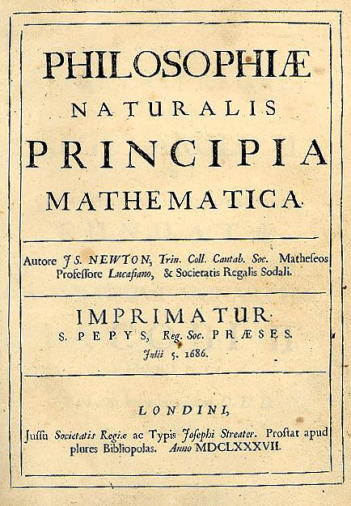 PHILOSOPHIÆ
NATURALIS
PRINCIPIA
MATHEMATICA.
Autore JS. NEWTON, Trin. Coll. Cantab. Soc. Matheseos
Professore Lucasiano, & Societatis Regalis Sodali.
IMPRIMATUR.
S. PEPYS, Reg. Soc. PRÆSES.
Julii 5. 1686.
LONDINI,
Jussu Societatis Regiæ ac Typis Josephi Streater. Prostat apud
plures Bibliopolas. Anno MDCLXXXVII.